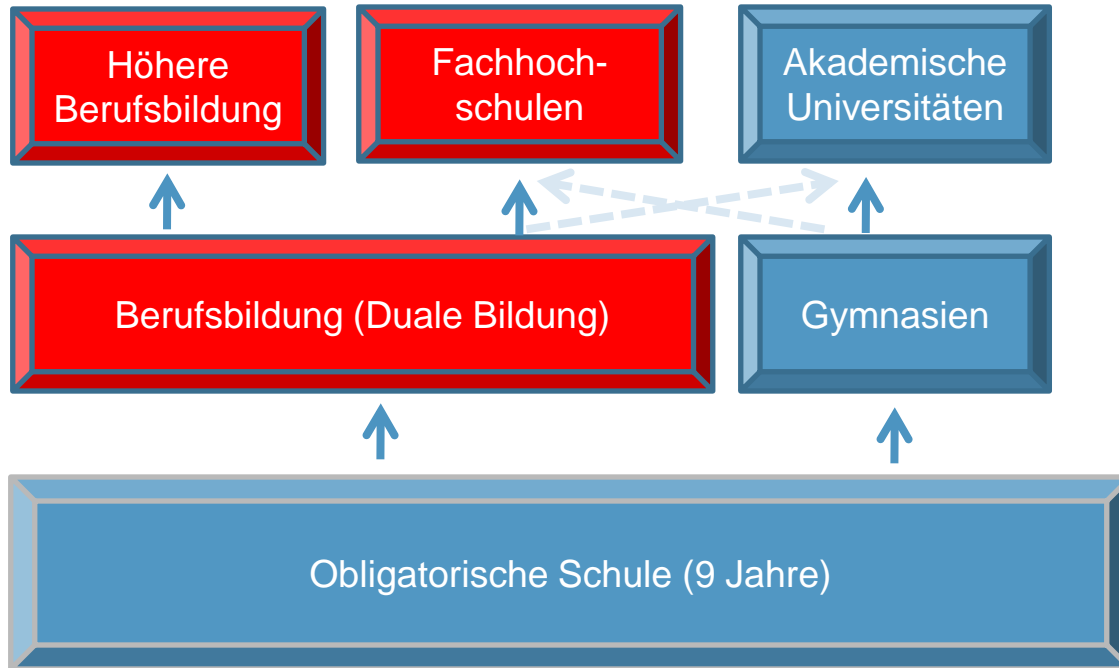 Höhere
Berufsbildung
Fachhoch-
schulen
Akademische
Universitäten
Berufsbildung (Duale Bildung)
Gymnasien
Obligatorische Schule (9 Jahre)